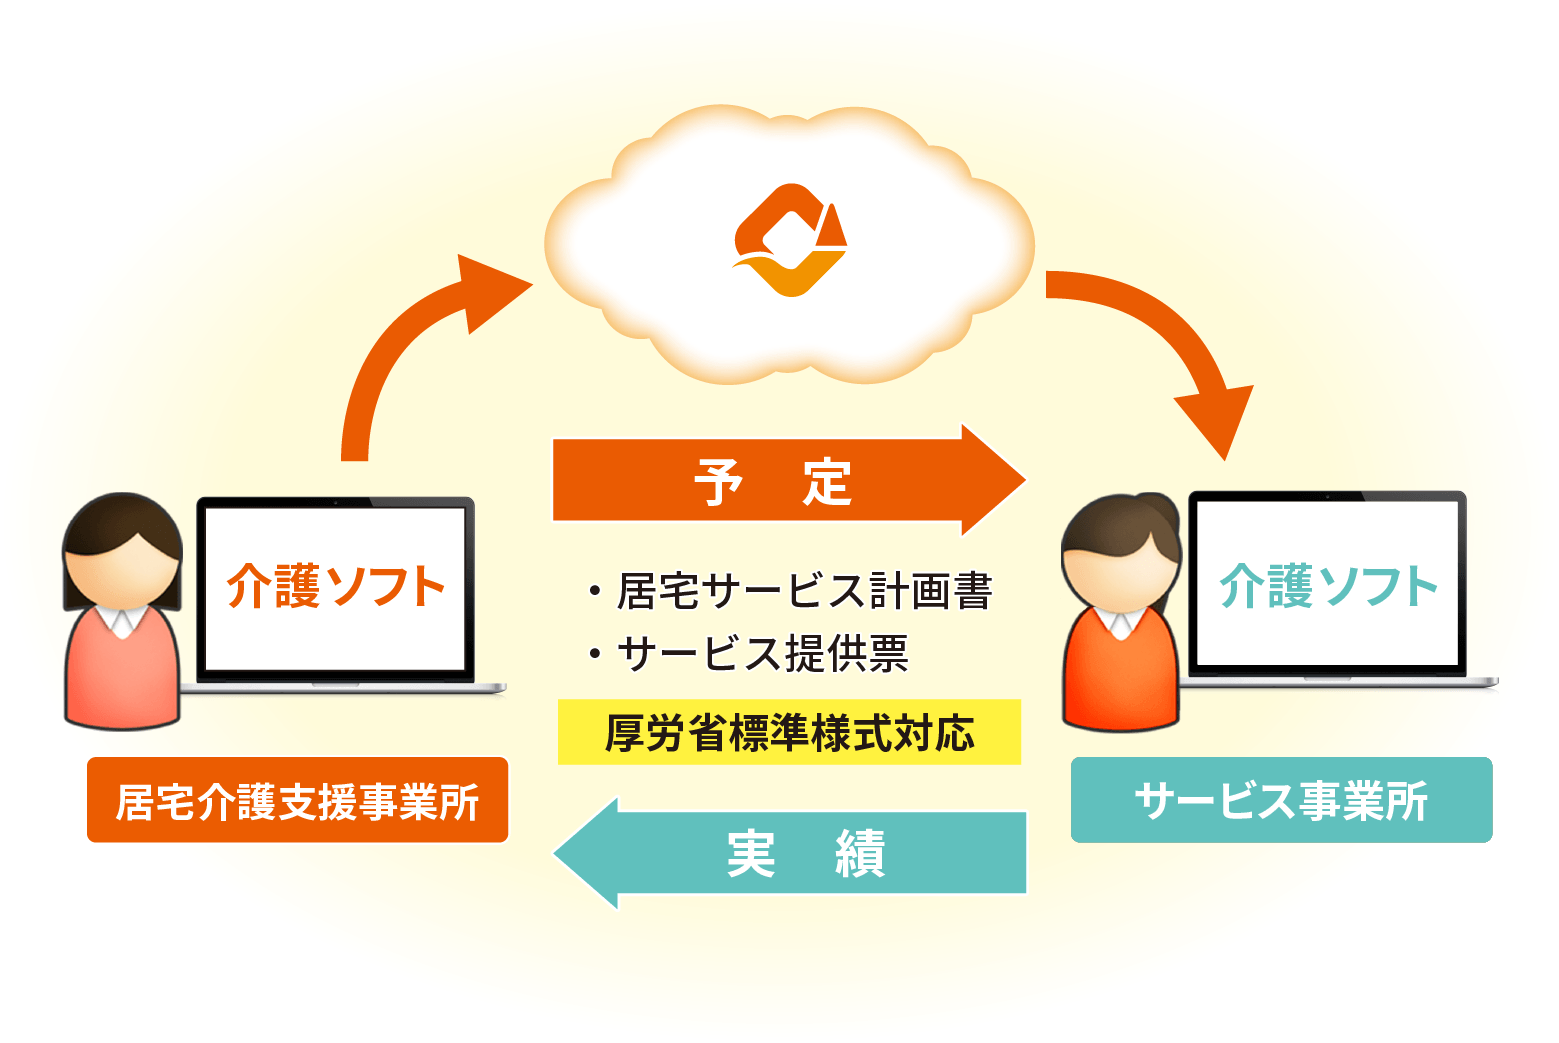 予 定
介護ソフト
介護ソフト
・居宅サービス計画書
・サービス提供票
厚労省標準様式対応
居宅介護支援事業所
サービス事業所
実 績